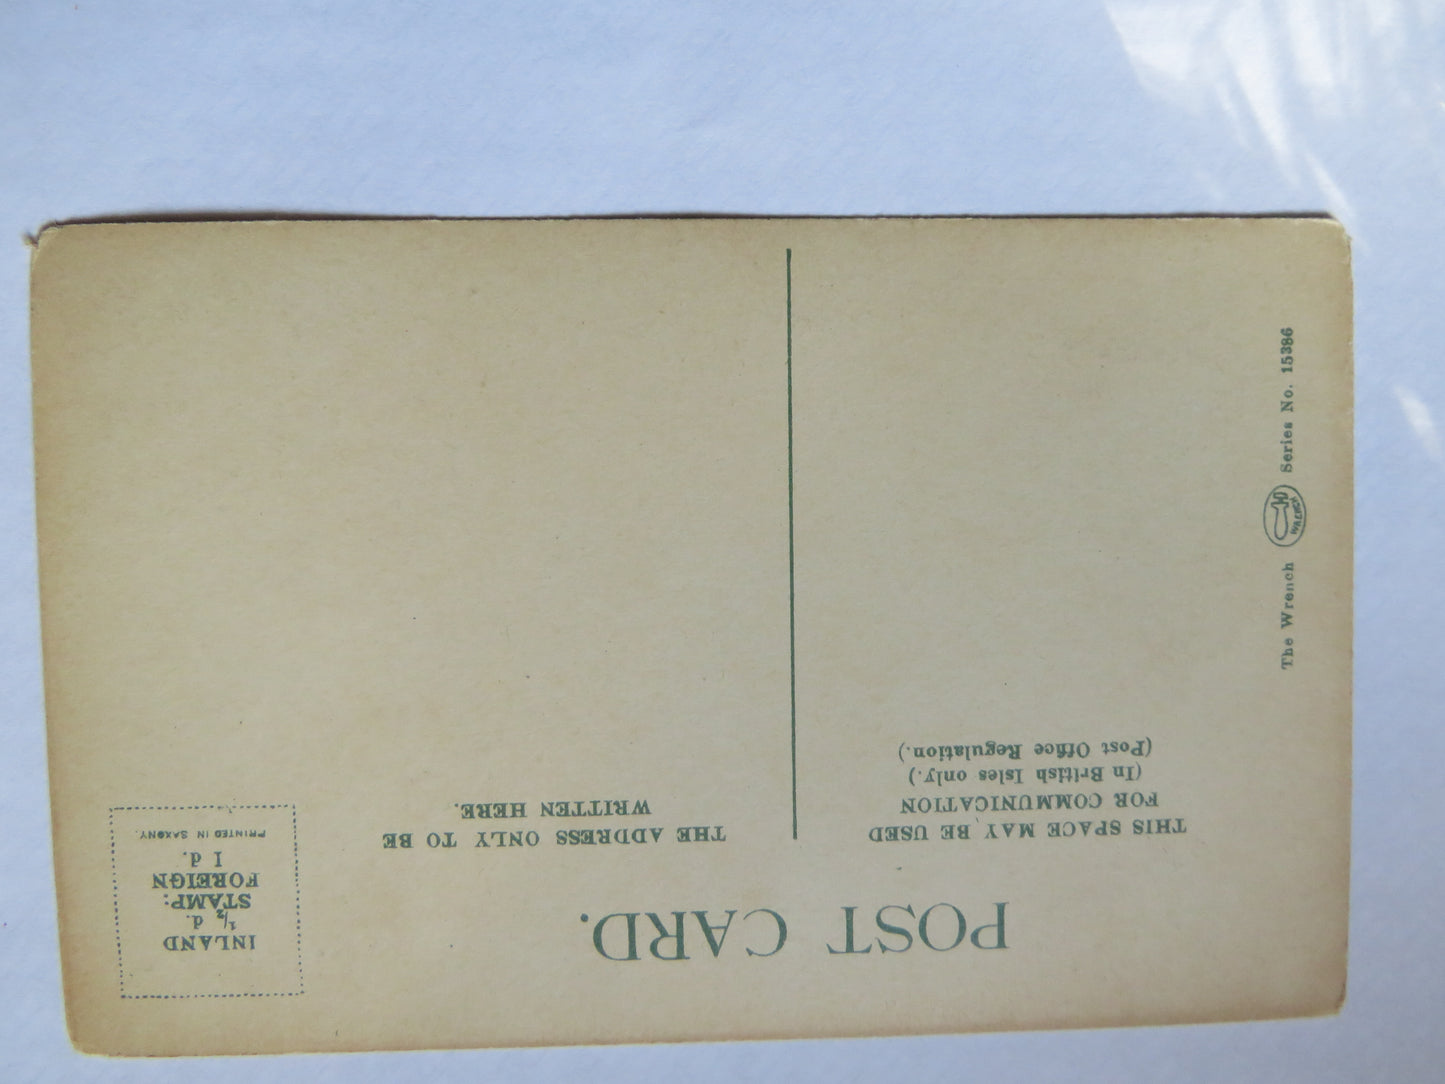 POST CARD.
THIS SPACE MAY BE USED
FOR COMMUNICATION
(In British Isles only.)
(Post Office Regulation.)
THE ADDRESS ONLY TO BE
WRITTEN HERE.
INLAND
½ d.
STAMP:
FOREIGN
1 d.
PRINTED IN SAXONY.
The Wrench WRENCH Series No. 15386